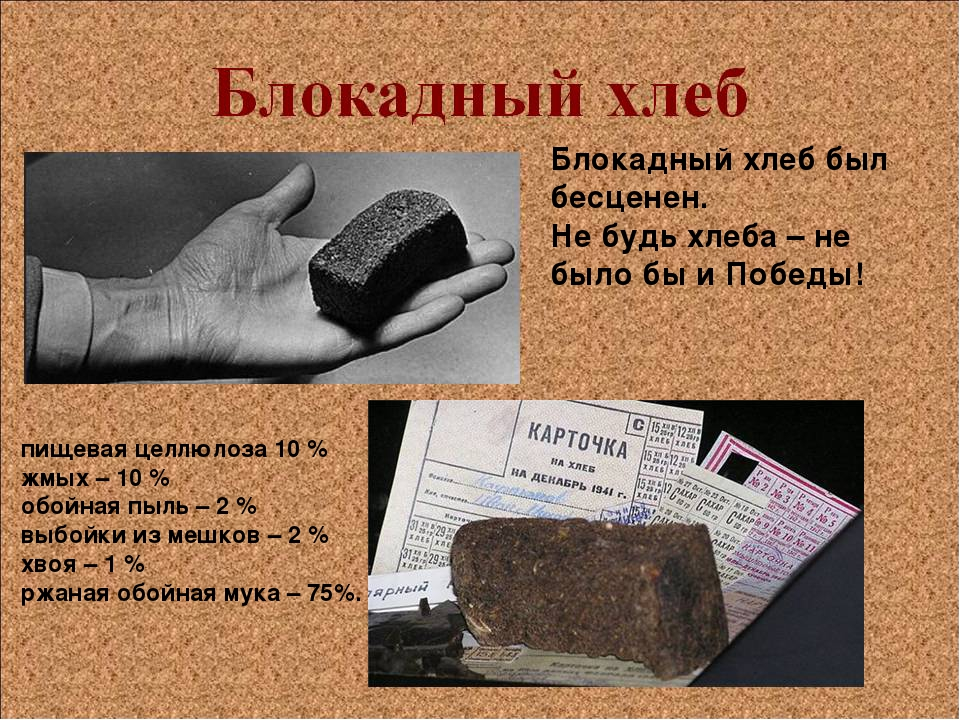 Блокадный хлеб
Блокадный хлеб был
бесценен.
Не будь хлеба – не
было бы и Победы!
пищевая целлюлоза 10 %
жмых – 10 %
обойная пыль – 2 %
выбойки из мешков – 2 %
хвоя – 1 %
ржаная обойная мука – 75%.
С
КАРТОЧКА
НА ХЛЕБ
НА ДЕКАБРЬ 1941 г.